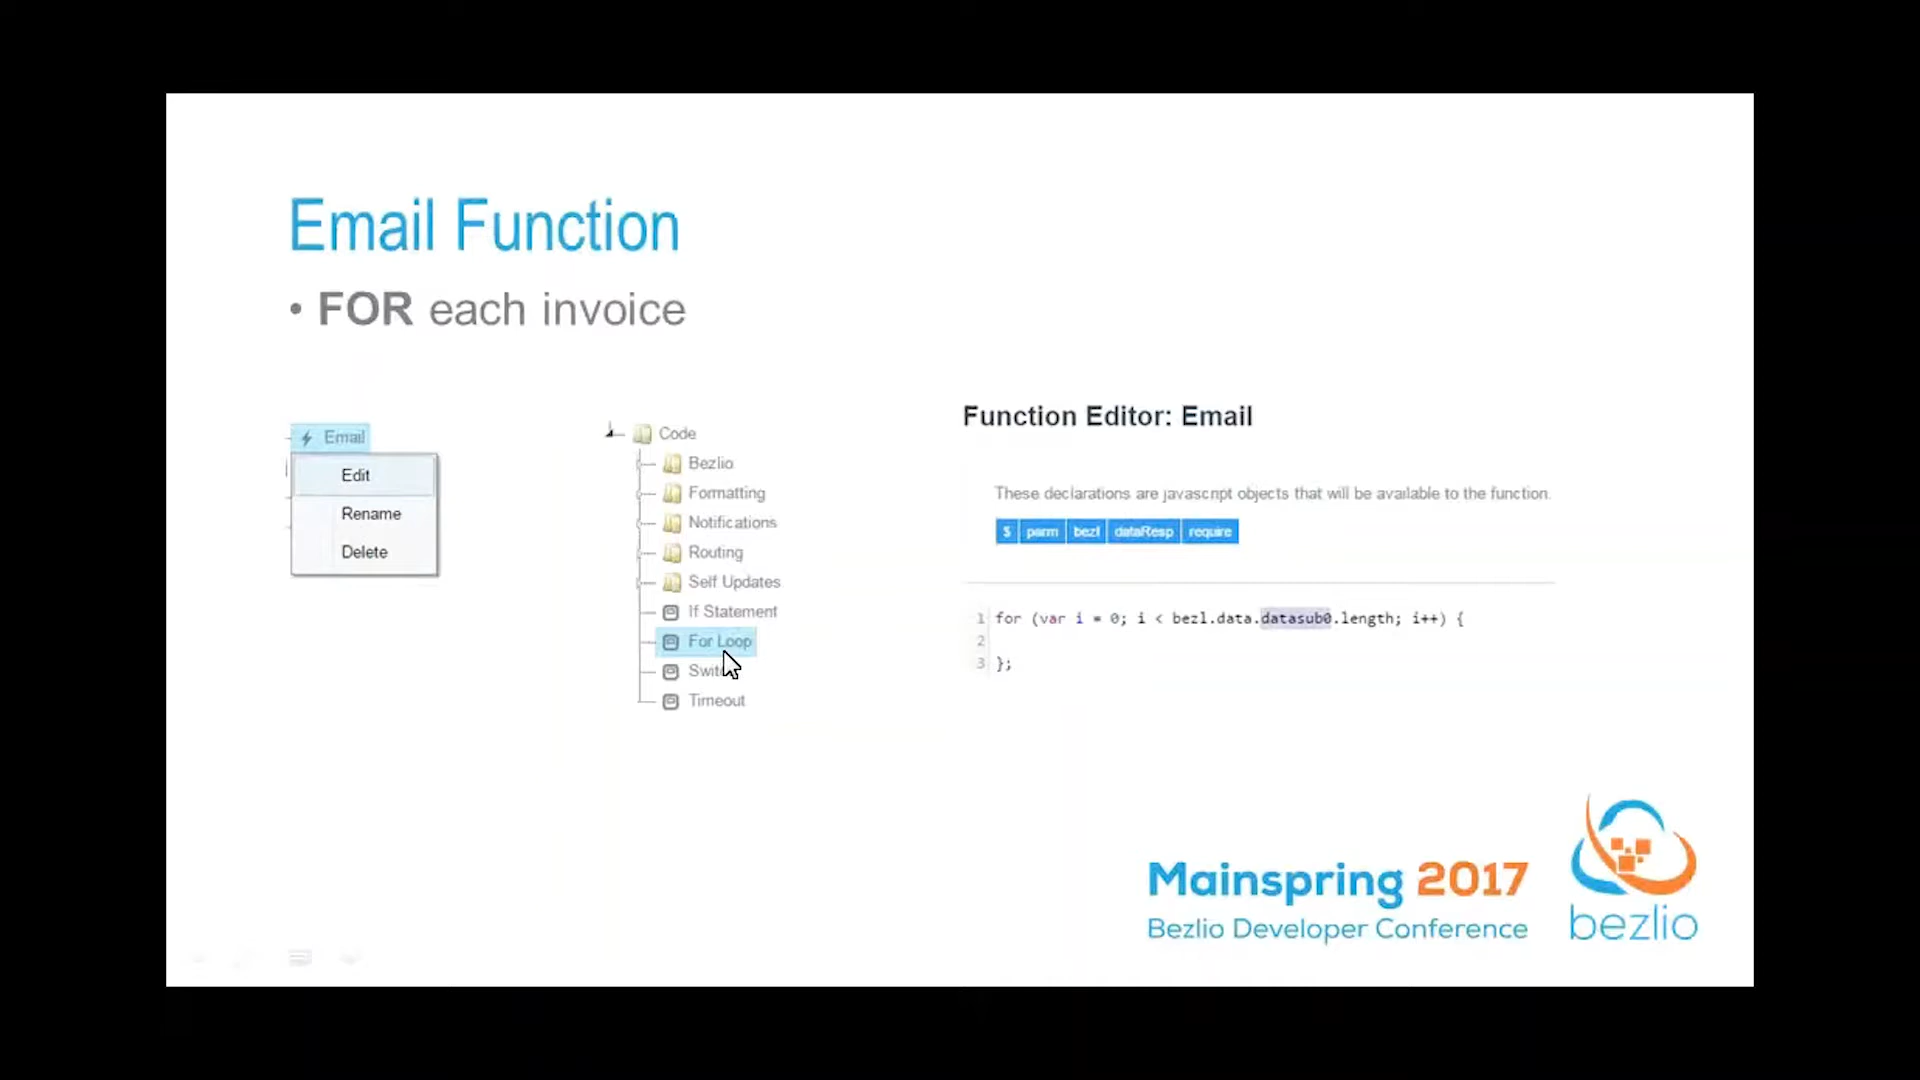 Email Function
• FOR each invoice
Email
Edit
Rename
Delete
Code
Bezlio
Formatting
Notifications
Routing
Self Updates
If Statement
For Loop
Timeout
Function Editor: Email
These declarations are javascript objects that will be available to the function.
$ parm bezl dataResp require
1 for (var i = 0; i < bezl.data.datasub0.length; i++) {
2
3 };
Mainspring 2017
Bezlio Developer Conference
bezlio